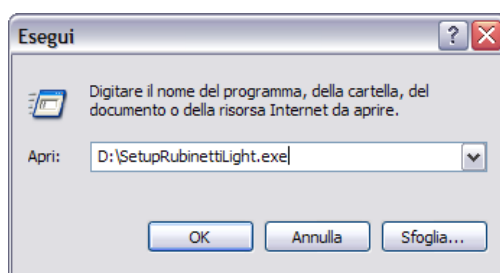 Esegui
Digitare il nome del programma, della cartella, del
documento o della risorsa Internet da aprire.
Apri: D:\SetupRubinettiLight.exe
OK Annulla Sfoglia...